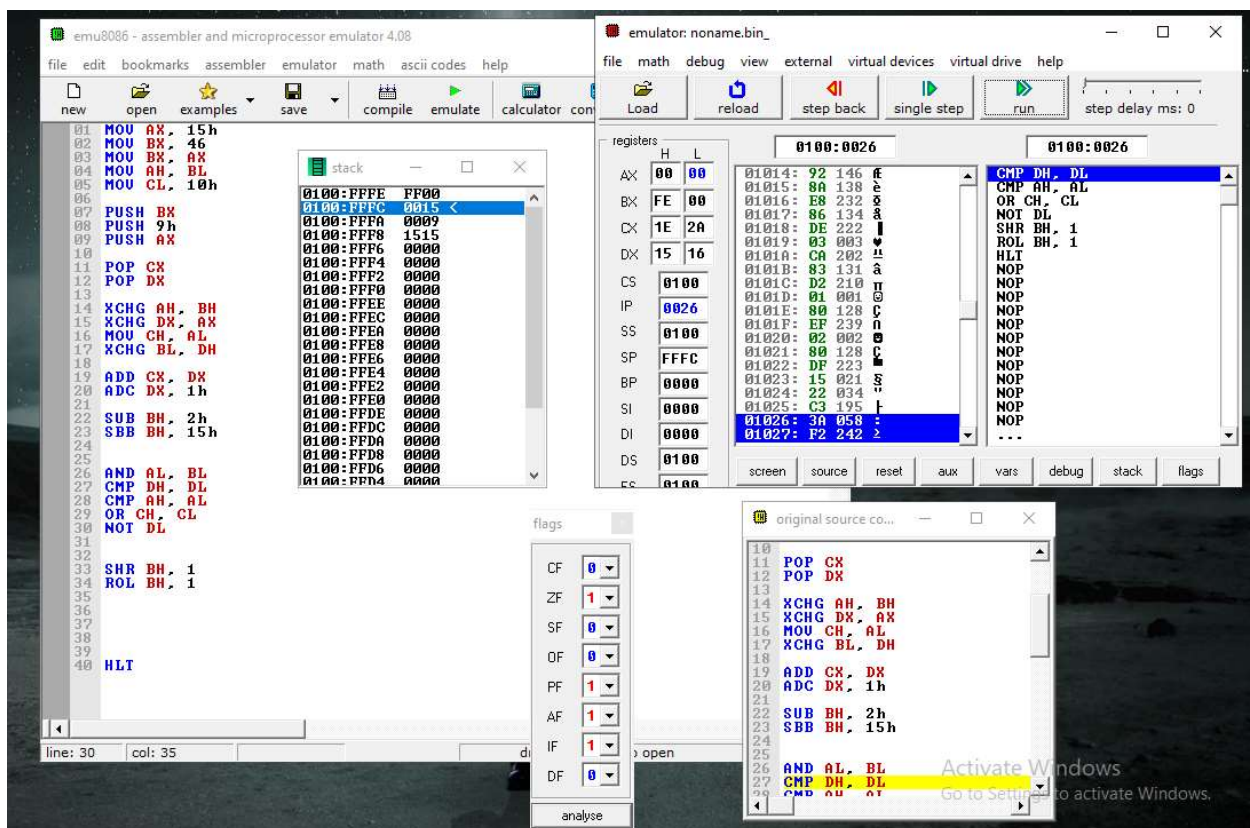 emu8086 - assembler and microprocessor emulator 4.08
file edit bookmarks assembler emulator math ascii codes help
new open examples save compile emulate calculator
01 MOV AX, 15h
02 MOV BX, 46
03 MOV BX, AX
04 MOV AH, BL
05 MOV CL, 10h
06
07 PUSH BX
08 PUSH 9h
09 PUSH AX
10
11 POP CX
12 POP DX
13
14 XCHG AH, BH
15 XCHG DX, AX
16 MOV CH, AL
17 XCHG BL, DH
18
19 ADD CX, DX
20 ADC DX, 1h
21
22 SUB BH, 2h
23 SBB BH, 15h
24
25
26 AND AL, BL
27 CMP DH, DL
28 CMP AH, AL
29 OR CH, CL
30 NOT DL
31
32
33 SHR BH, 1
34 ROL BH, 1
35
36
37
38
39
40 HLT
line: 30 col: 35
open
stack
0100:FFFE FF00
0100:FFFC 0015 <
0100:FFFA 0009
0100:FFF8 1515
0100:FFF6 0000
0100:FFF4 0000
0100:FFF2 0000
0100:FFF0 0000
0100:FFEE 0000
0100:FFEC 0000
0100:FFEA 0000
0100:FFE8 0000
0100:FFE6 0000
0100:FFE4 0000
0100:FFE2 0000
0100:FFE0 0000
0100:FFDE 0000
0100:FFDC 0000
0100:FFDA 0000
0100:FFD8 0000
0100:FFD6 0000
0100:FFD4 0000
emulator: noname.bin_
file math debug view external virtual devices virtual drive help
Load reload step back single step run step delay ms: 0
registers
H L
AX 00 00
BX FE 00
CX 1E 2A
DX 15 16
CS 0100
IP 0026
SS 0100
SP FFFC
BP 0000
SI 0000
DI 0000
DS 0100
ES 0100
0100:0026
01014: 92 146 Æ
01015: 8A 138 è
01016: E8 232
01017: 86 134 å
01018: DE 222 ▐
01019: 03 003 ♥
0101A: CA 202 ╩
0101B: 83 131 â
0101C: D2 210 ╥
0101D: 01 001 ☺
0101E: 80 128 Ç
0101F: EF 239 ∩
01020: 02 002 ☻
01021: 80 128 Ç
01022: DF 223 ▀
01023: 15 021 §
01024: 22 034 "
01025: C3 195 ├
01026: 3A 058 :
01027: F2 242 ≥
0100:0026
CMP DH, DL
CMP AH, AL
OR CH, CL
NOT DL
SHR BH, 1
ROL BH, 1
HLT
NOP
NOP
NOP
NOP
NOP
NOP
NOP
NOP
NOP
NOP
NOP
NOP
...
screen source reset aux vars debug stack flags
flags
CF 0
ZF 1
SF 0
OF 0
PF 1
AF 1
IF 1
DF 0
analyse
original source co...
10
11 POP CX
12 POP DX
13
14 XCHG AH, BH
15 XCHG DX, AX
16 MOV CH, AL
17 XCHG BL, DH
18
19 ADD CX, DX
20 ADC DX, 1h
21
22 SUB BH, 2h
23 SBB BH, 15h
24
25
26 AND AL, BL
27 CMP DH, DL
28 CMP AH, AL
Activate Windows
Go to Settings to activate Windows.